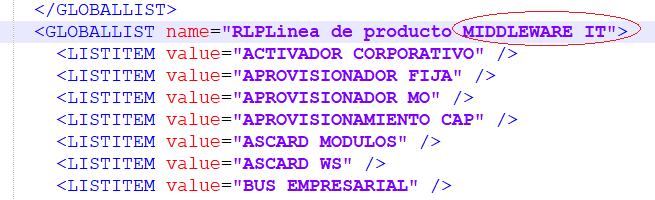 </GLOBALLIST>
<GLOBALLIST name="RLPLinea de producto MIDDLEWARE IT">
<LISTITEM value="ACTIVADOR CORPORATIVO" />
<LISTITEM value="APROVISIONADOR FIJA" />
<LISTITEM value="APROVISIONADOR MO" />
<LISTITEM value="APROVISIONAMIENTO CAP" />
<LISTITEM value="ASCARD MODULOS" />
<LISTITEM value="ASCARD WS" />
<LISTITEM value="BUS EMPRESARIAL" />